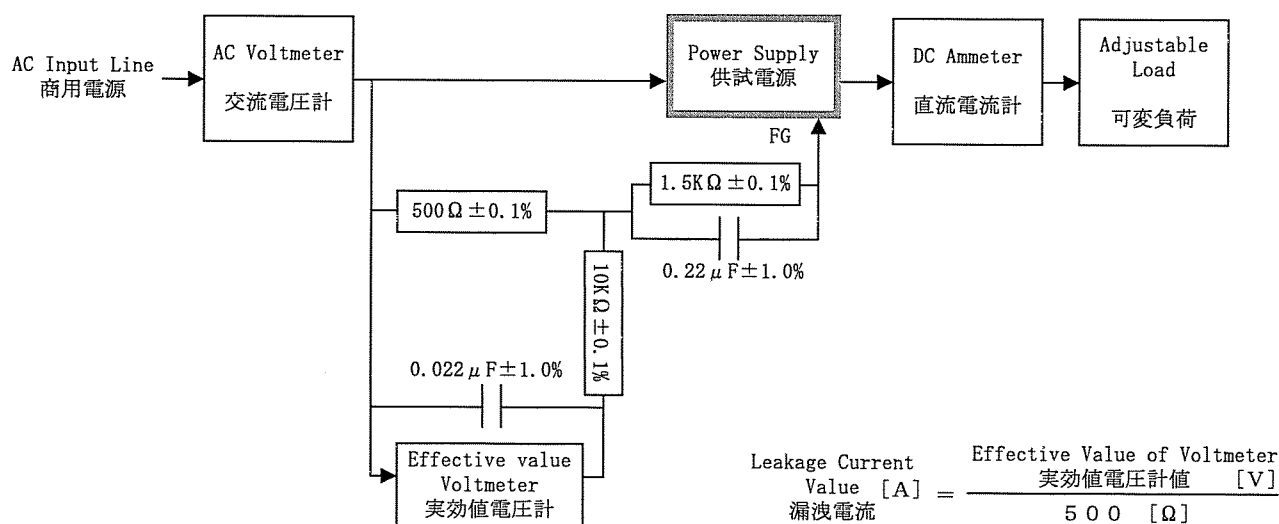 AC Input Line
商用電源
AC Voltmeter
交流電圧計
Power Supply
供試電源
FG
DC Ammeter
直流電流計
Adjustable
Load
可変負荷
500Ω±0.1%
1.5KΩ±0.1%
0.22μF±1.0%
10KΩ±0.1%
0.022μF±1.0%
Effective value
Voltmeter
実効値電圧計
Leakage Current
Value [A]
漏洩電流
=
Effective Value of Voltmeter
実効値電圧計値 [V]
500 [Ω]